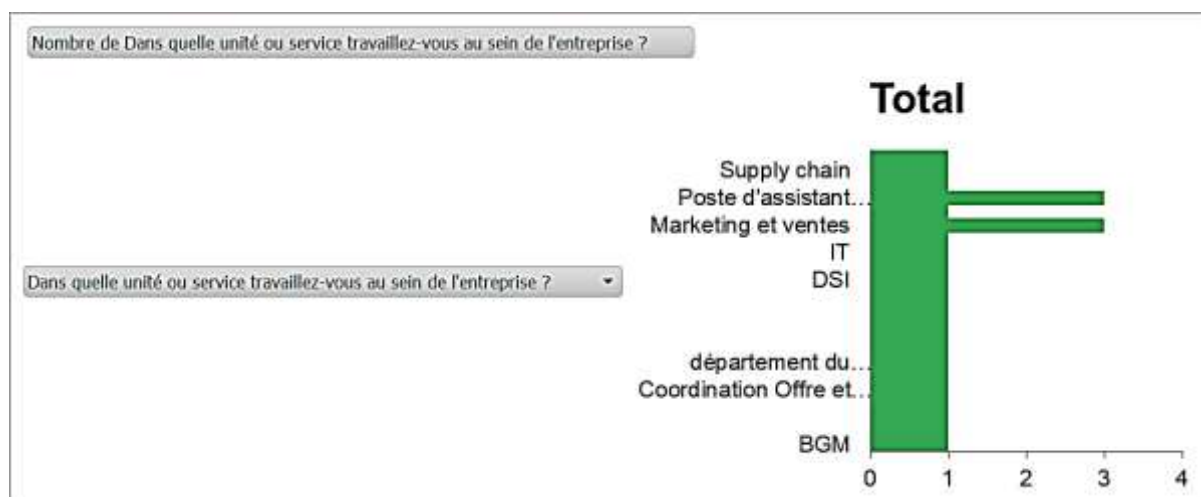 Nombre de Dans quelle unité ou service travaillez-vous au sein de l'entreprise ?
Total
Supply chain
Poste d'assistant...
Marketing et ventes
IT
Dans quelle unité ou service travaillez-vous au sein de l'entreprise ?
DSI
département du...
Coordination Offre et...
BGM
0 1 2 3 4